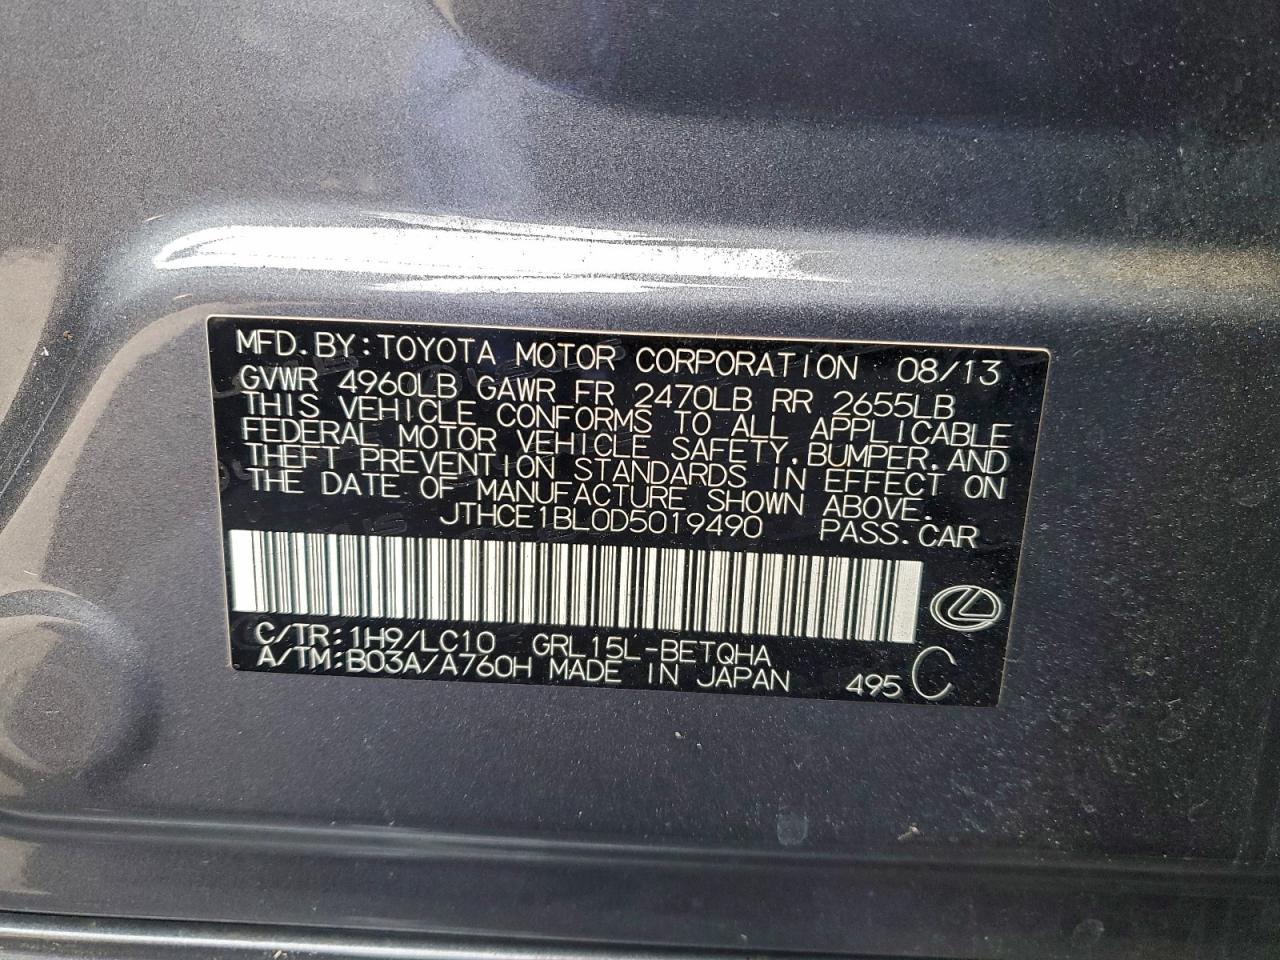 MFD.BY:TOYOTA MOTOR CORPORATION 08/13
GVWR 4960LB GAWR FR 2470LB RR 2655LB
THIS VEHICLE CONFORMS TO ALL APPLICABLE
FEDERAL MOTOR VEHICLE SAFETY,BUMPER,AND
THEFT PREVENTION STANDARDS IN EFFECT ON
THE DATE OF MANUFACTURE SHOWN ABOVE.
JTHCE1BL0D5019490 PASS.CAR
C/TR:1H9/LC10 GRL15L-BETQHA
A/TM:B03A/A760H MADE IN JAPAN 495 C